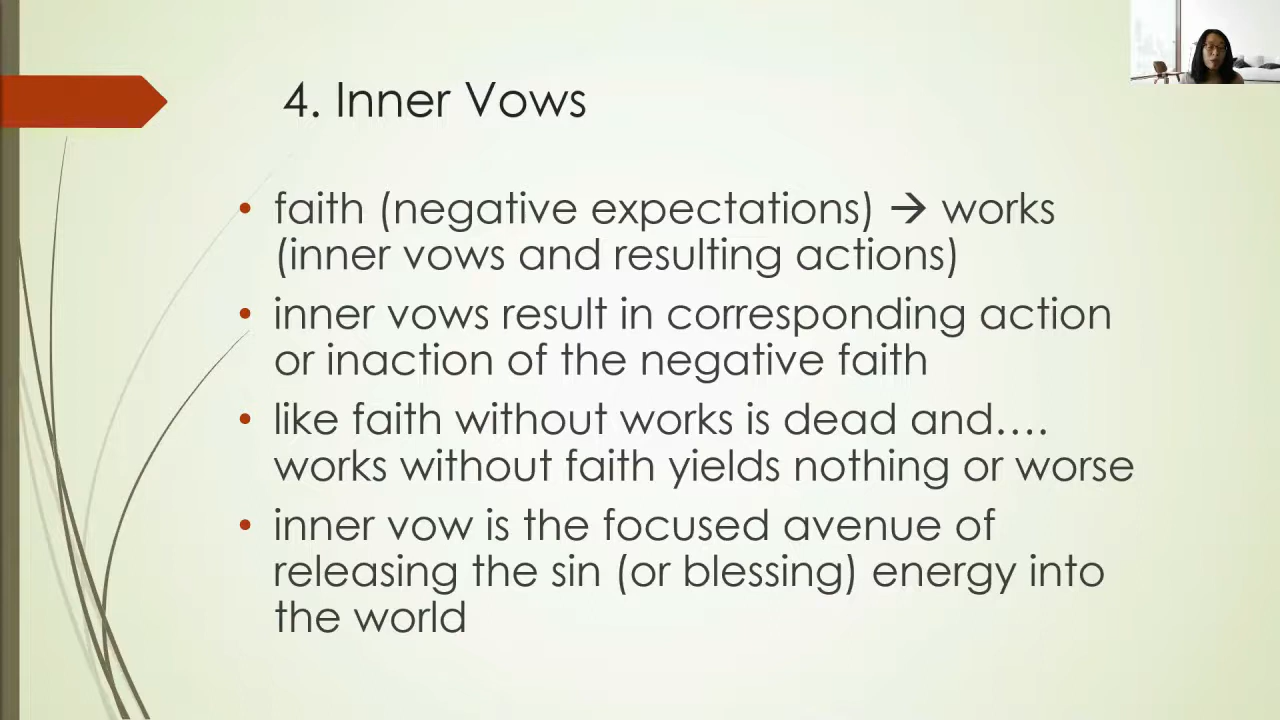 4. Inner Vows
• faith (negative expectations) → works
(inner vows and resulting actions)
• inner vows result in corresponding action
or inaction of the negative faith
• like faith without works is dead and....
works without faith yields nothing or worse
• inner vow is the focused avenue of
releasing the sin (or blessing) energy into
the world